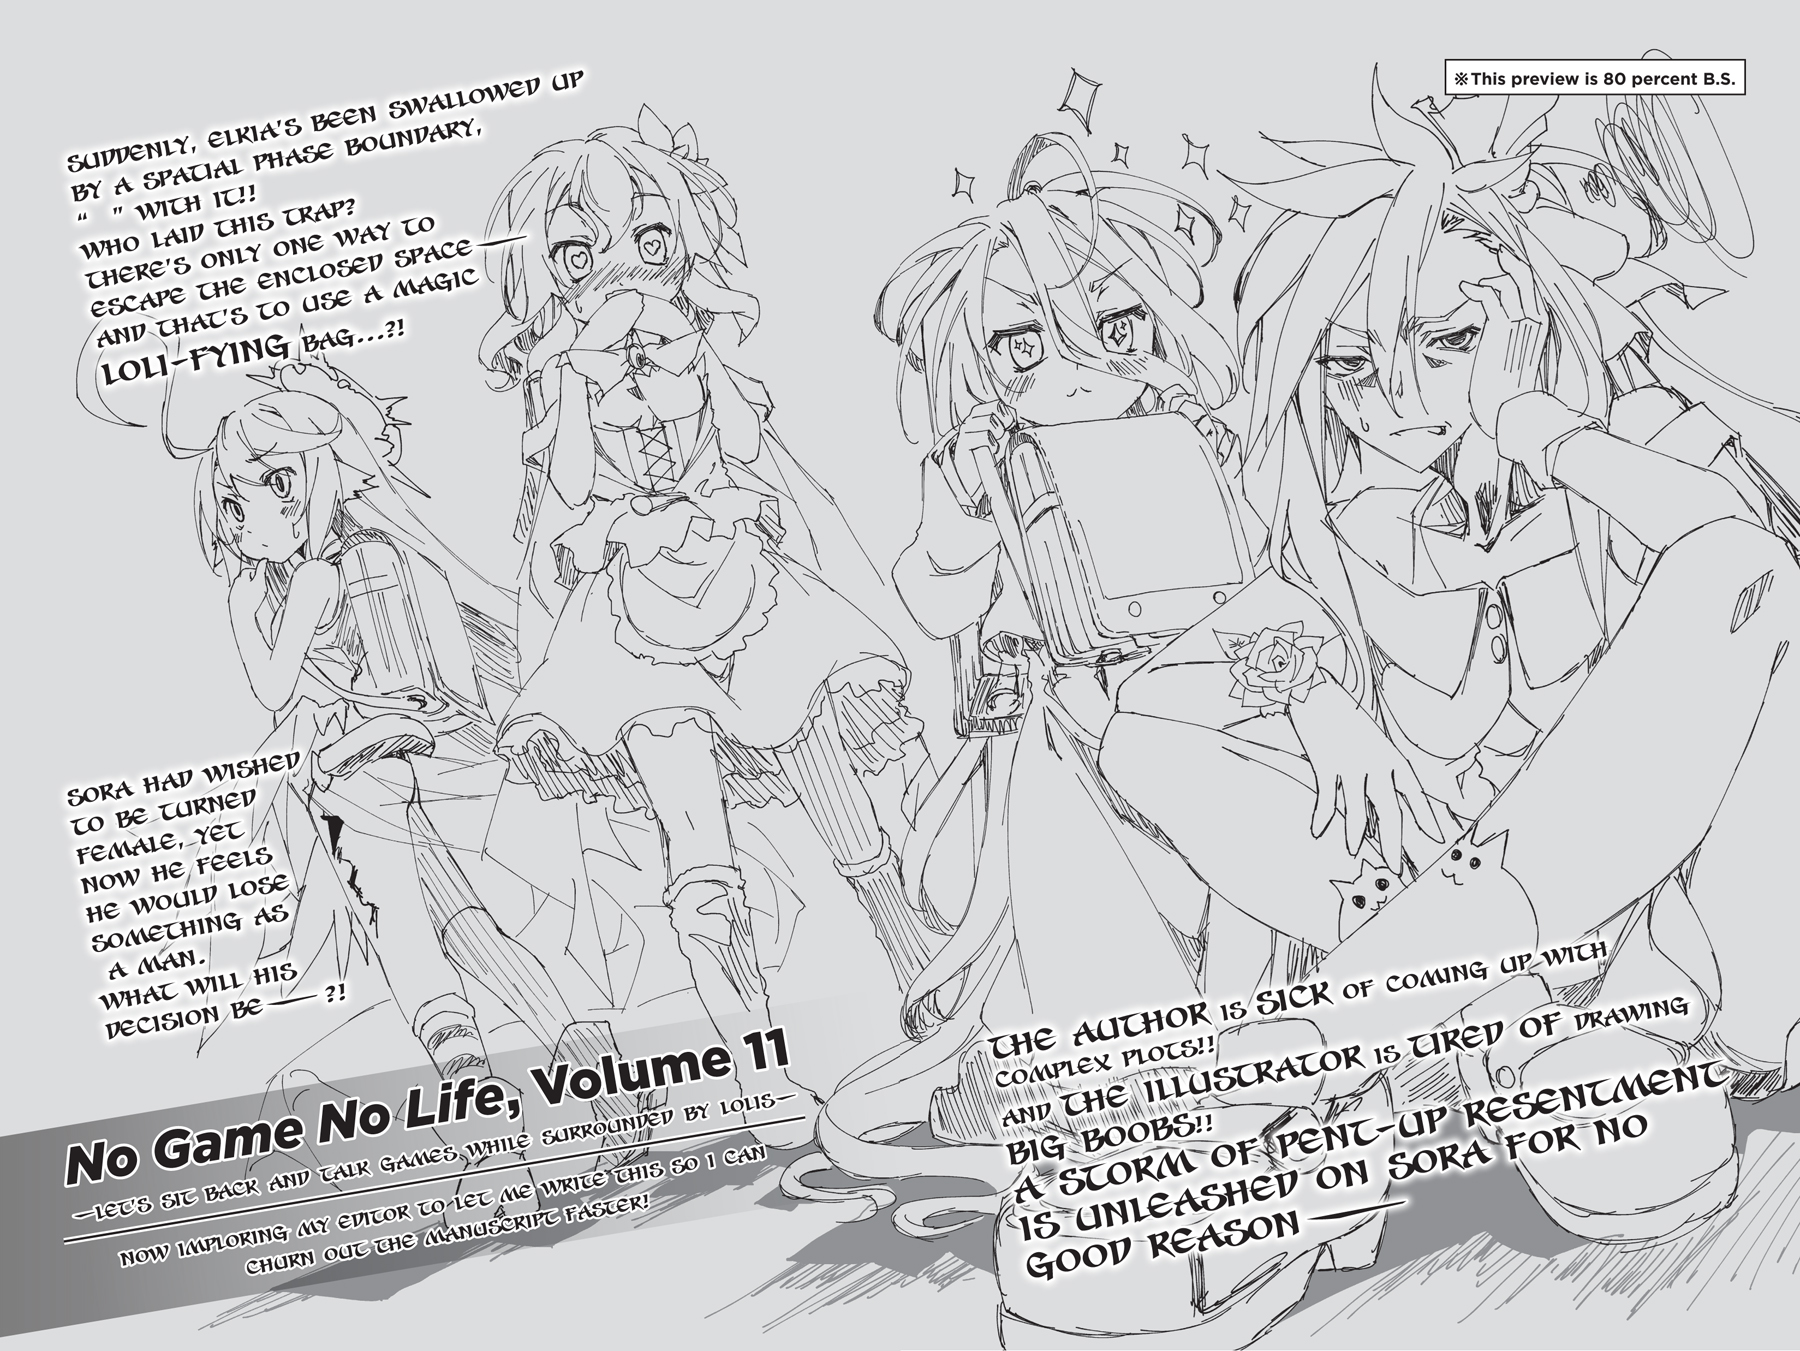 ※This preview is 80 percent B.S.
SUDDENLY, ELKIA'S BEEN SWALLOWED UP
BY A SPATIAL PHASE BOUNDARY,
“ ” WITH IT!!
WHO LAID THIS TRAP?
THERE'S ONLY ONE WAY TO
ESCAPE THE ENCLOSED SPACE—
AND THAT'S TO USE A MAGIC
LOLI-FYING BAG...?!
SORA HAD WISHED
TO BE TURNED
FEMALE, YET
NOW HE FEELS
HE WOULD LOSE
SOMETHING AS
A MAN.
WHAT WILL HIS
DECISION BE—?!
No Game No Life, Volume 11
—LET'S SIT BACK AND TALK GAMES WHILE SURROUNDED BY LOLIS—
NOW IMPLORING MY EDITOR TO LET ME WRITE THIS SO I CAN
CHURN OUT THE MANUSCRIPT FASTER!
THE AUTHOR IS SICK OF COMING UP WITH
COMPLEX PLOTS!!
AND THE ILLUSTRATOR IS TIRED OF DRAWING
BIG BOOBS!!
A STORM OF PENT-UP RESENTMENT
IS UNLEASHED ON SORA FOR NO
GOOD REASON—